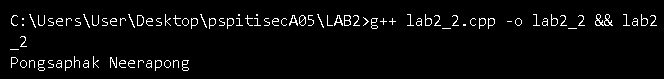 C:\Users\User\Desktop\pspitisecA05\LAB2>g++ lab2_2.cpp -o lab2_2 && lab2
_2
Pongsaphak Neerapong